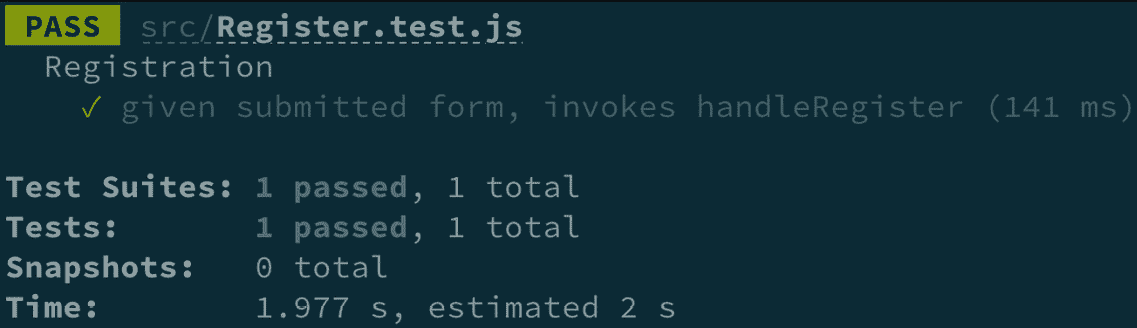 PASS src/Register.test.js
Registration
✓ given submitted form, invokes handleRegister (141 ms)
Test Suites: 1 passed, 1 total
Tests: 1 passed, 1 total
Snapshots: 0 total
Time: 1.977 s, estimated 2 s